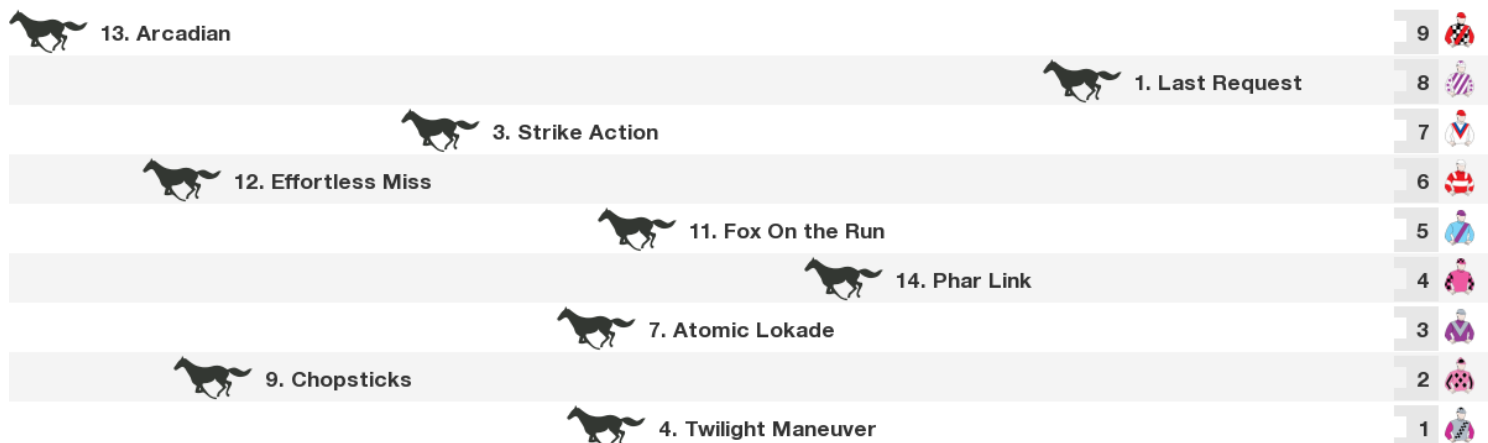 13. Arcadian 9
1. Last Request 8
3. Strike Action 7
12. Effortless Miss 6
11. Fox On the Run 5
14. Phar Link 4
7. Atomic Lokade 3
9. Chopsticks 2
4. Twilight Maneuver 1